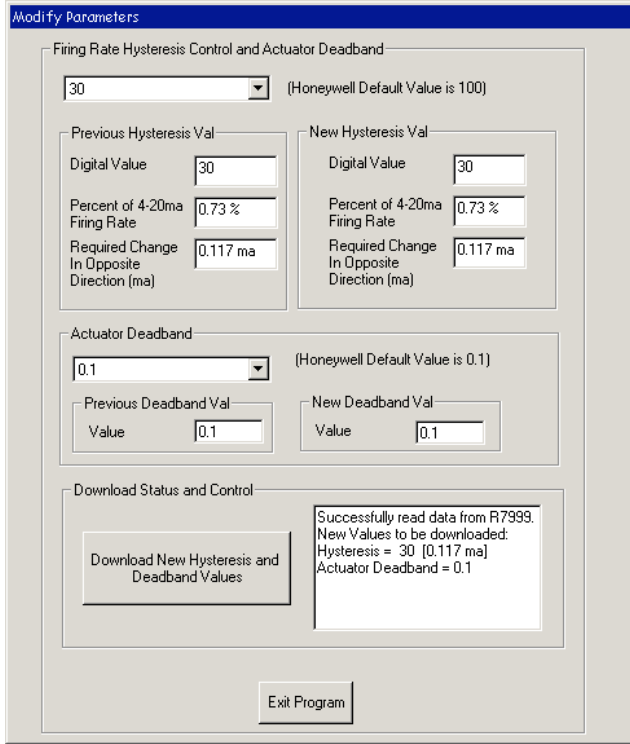 Modify Parameters
Firing Rate Hysteresis Control and Actuator Deadband
30
(Honeywell Default Value is 100)
Previous Hysteresis Val
Digital Value
30
Percent of 4-20ma
Firing Rate
0.73 %
Required Change
In Opposite
Direction (ma)
0.117 ma
New Hysteresis Val
Digital Value
30
Percent of 4-20ma
Firing Rate
0.73 %
Required Change
In Opposite
Direction (ma)
0.117 ma
Actuator Deadband
0.1
(Honeywell Default Value is 0.1)
Previous Deadband Val
Value
0.1
New Deadband Val
Value
0.1
Download Status and Control
Download New Hysteresis and
Deadband Values
Successfully read data from R7999.
New Values to be downloaded:
Hysteresis =  30  [0.117 ma]
Actuator Deadband = 0.1
Exit Program